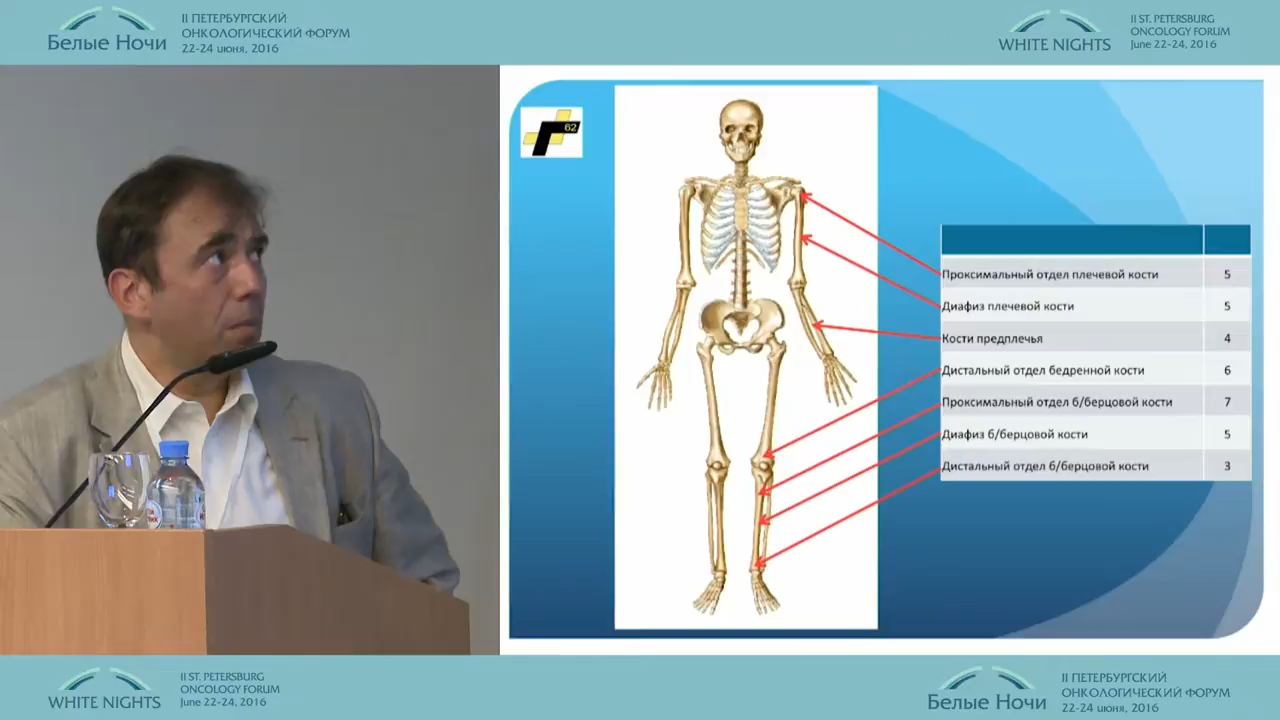 Белые Ночи
II ПЕТЕРБУРГСКИЙ
ОНКОЛОГИЧЕСКИЙ ФОРУМ
22-24 июня, 2016
WHITE NIGHTS
II ST. PETERSBURG
ONCOLOGY FORUM
June 22-24, 2016
62
Проксимальный отдел плечевой кости 5
Диафиз плечевой кости 5
Кости предплечья 4
Дистальный отдел бедренной кости 6
Проксимальный отдел б/берцовой кости 7
Диафиз б/берцовой кости 5
Дистальный отдел б/берцовой кости 3
WHITE NIGHTS
II ST. PETERSBURG
ONCOLOGY FORUM
June 22-24, 2016
Белые Ночи
II ПЕТЕРБУРГСКИЙ
ОНКОЛОГИЧЕСКИЙ ФОРУМ
22-24 июня, 2016